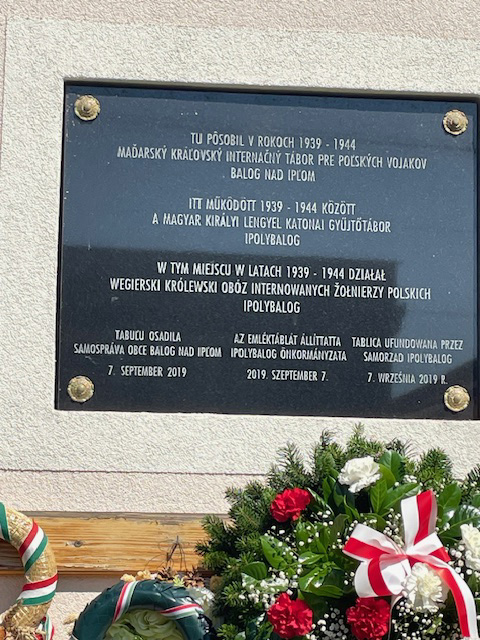 TU PÔSOBIL V ROKOCH 1939 - 1944
MAĎARSKÝ KRÁĽOVSKÝ INTERNAČNÝ TÁBOR PRE POĽSKÝCH VOJAKOV
BALOG NAD IPĽOM
ITT MŰKÖDÖTT 1939 - 1944 KÖZÖTT
A MAGYAR KIRÁLYI LENGYEL KATONAI GYŰJTŐTÁBOR
IPOLYBALOG
W TYM MIEJSCU W LATACH 1939 - 1944 DZIAŁAŁ
WEGIERSKI KRÓLEWSKI OBÓZ INTERNOWANYCH ŻOŁNIERZY POLSKICH
IPOLYBALOG
TABUĽU OSADILA
SAMOSPRÁVA OBCE BALOG NAD IPĽOM
7. SEPTEMBER 2019
AZ EMLÉKTÁBLÁT ÁLLÍTTATTA
IPOLYBALOG ÖNKORMÁNYZATA
2019. SZEPTEMBER 7.
TABLICA UFUNDOWANA PRZEZ
SAMORZAD IPOLYBALOG
7. WRZEŚNIA 2019 R.